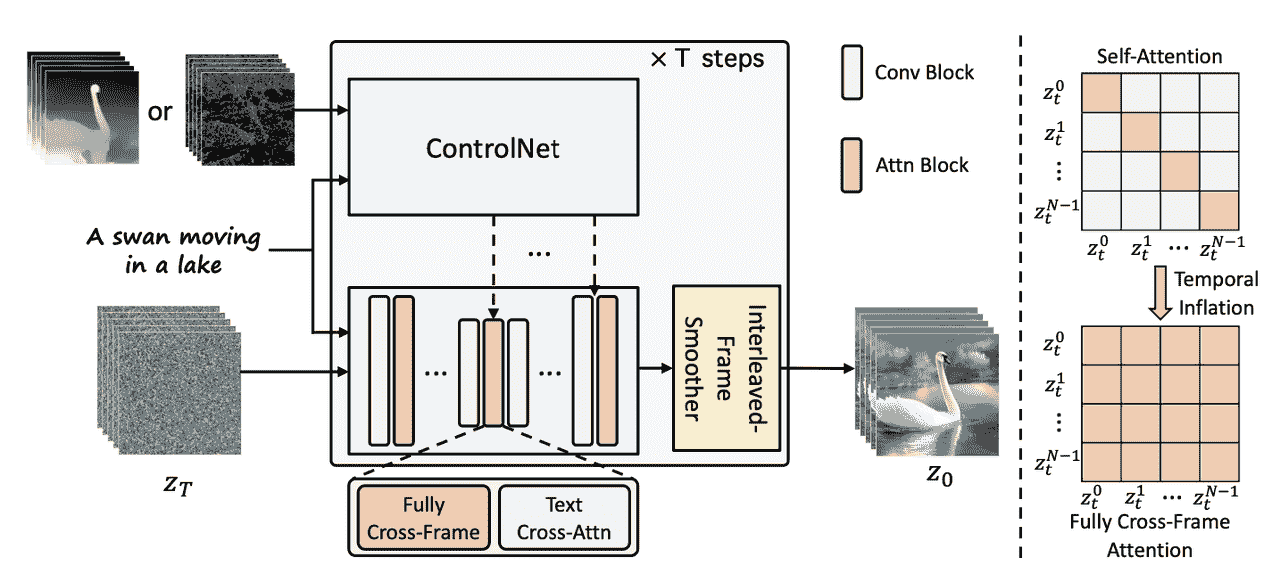 × T steps
or
ControlNet
A swan moving
in a lake
...
...
...
Interleaved-
Frame
Smoother
z_T
z_0
Fully
Cross-Frame
Text
Cross-Attn
Conv Block
Attn Block
Self-Attention
z_t^0
z_t^1
⋮
z_t^{N-1}
z_t^0 z_t^1 ... z_t^{N-1}
Temporal
Inflation
z_t^0
z_t^1
⋮
z_t^{N-1}
z_t^0 z_t^1 ... z_t^{N-1}
Fully Cross-Frame
Attention